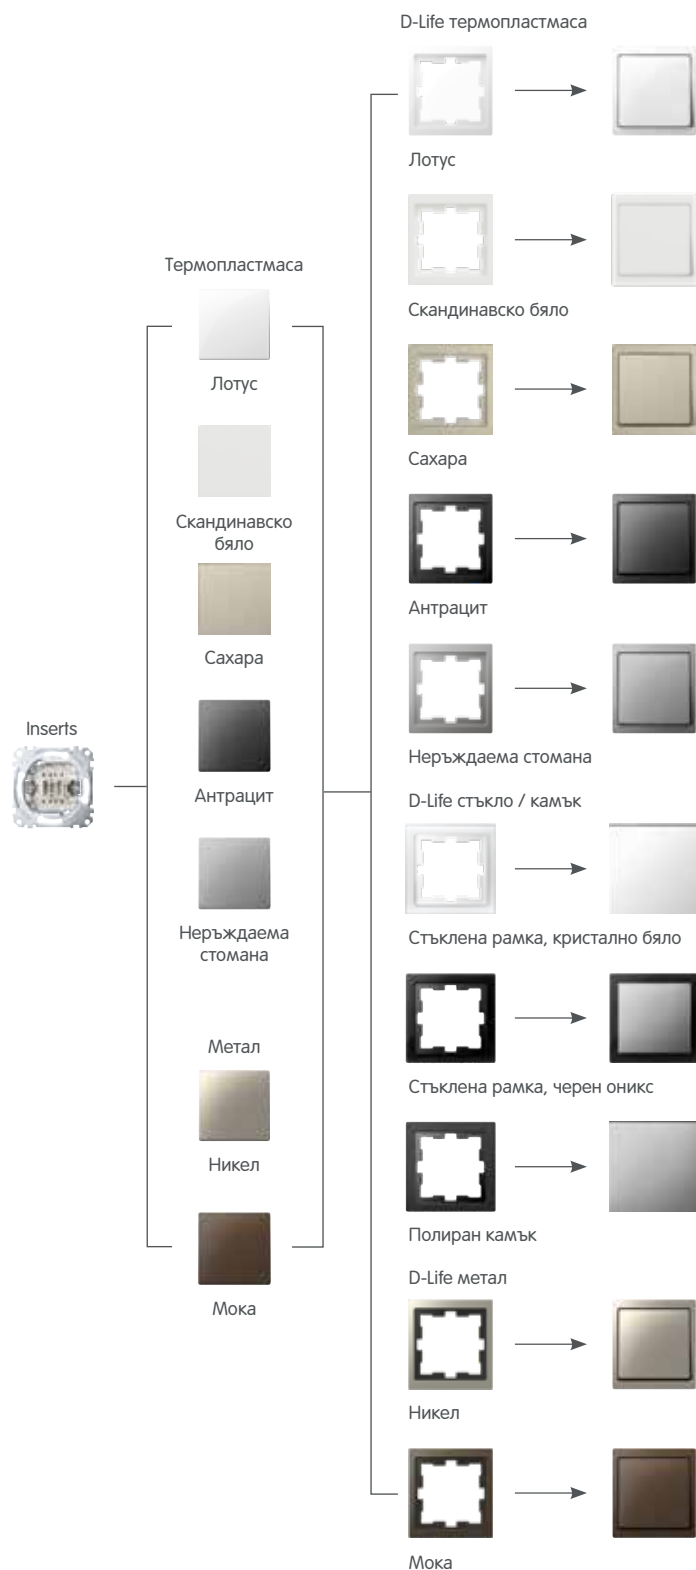 Inserts
Термопластмаса
Лотус
Скандинавско
бяло
Сахара
Антрацит
Неръждаема
стомана
Метал
Никел
Мока
D-Life термопластмаса
Лотус
Скандинавско бяло
Сахара
Антрацит
Неръждаема стомана
D-Life стъкло / камък
Стъклена рамка, кристално бяло
Стъклена рамка, черен оникс
Полиран камък
D-Life метал
Никел
Мока